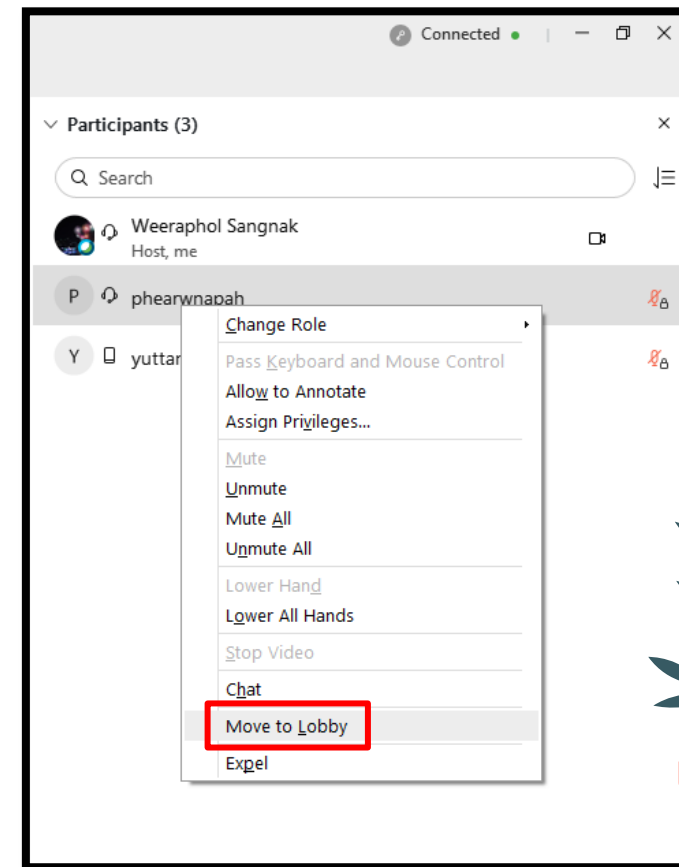 Connected
Participants (3)
Search
Weeraphol Sangnak
Host, me
P phearwnapah
Change Role
Y yuttar
Pass Keyboard and Mouse Control
Allow to Annotate
Assign Privileges...
Mute
Unmute
Mute All
Unmute All
Lower Hand
Lower All Hands
Stop Video
Chat
Move to Lobby
Expel